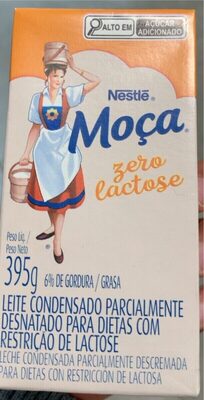 ALTO EM AÇÚCAR ADICIONADO
Nestlé®
Moça®
zero
lactose
Peso Líq./
Peso Neto
395g 6% DE GORDURA / GRASA
LEITE CONDENSADO PARCIALMENTE
DESNATADO PARA DIETAS COM
RESTRIÇÃO DE LACTOSE
LECHE CONDENSADA PARCIALMENTE DESCREMADA
PARA DIETAS CON RESTRICCIÓN DE LACTOSA